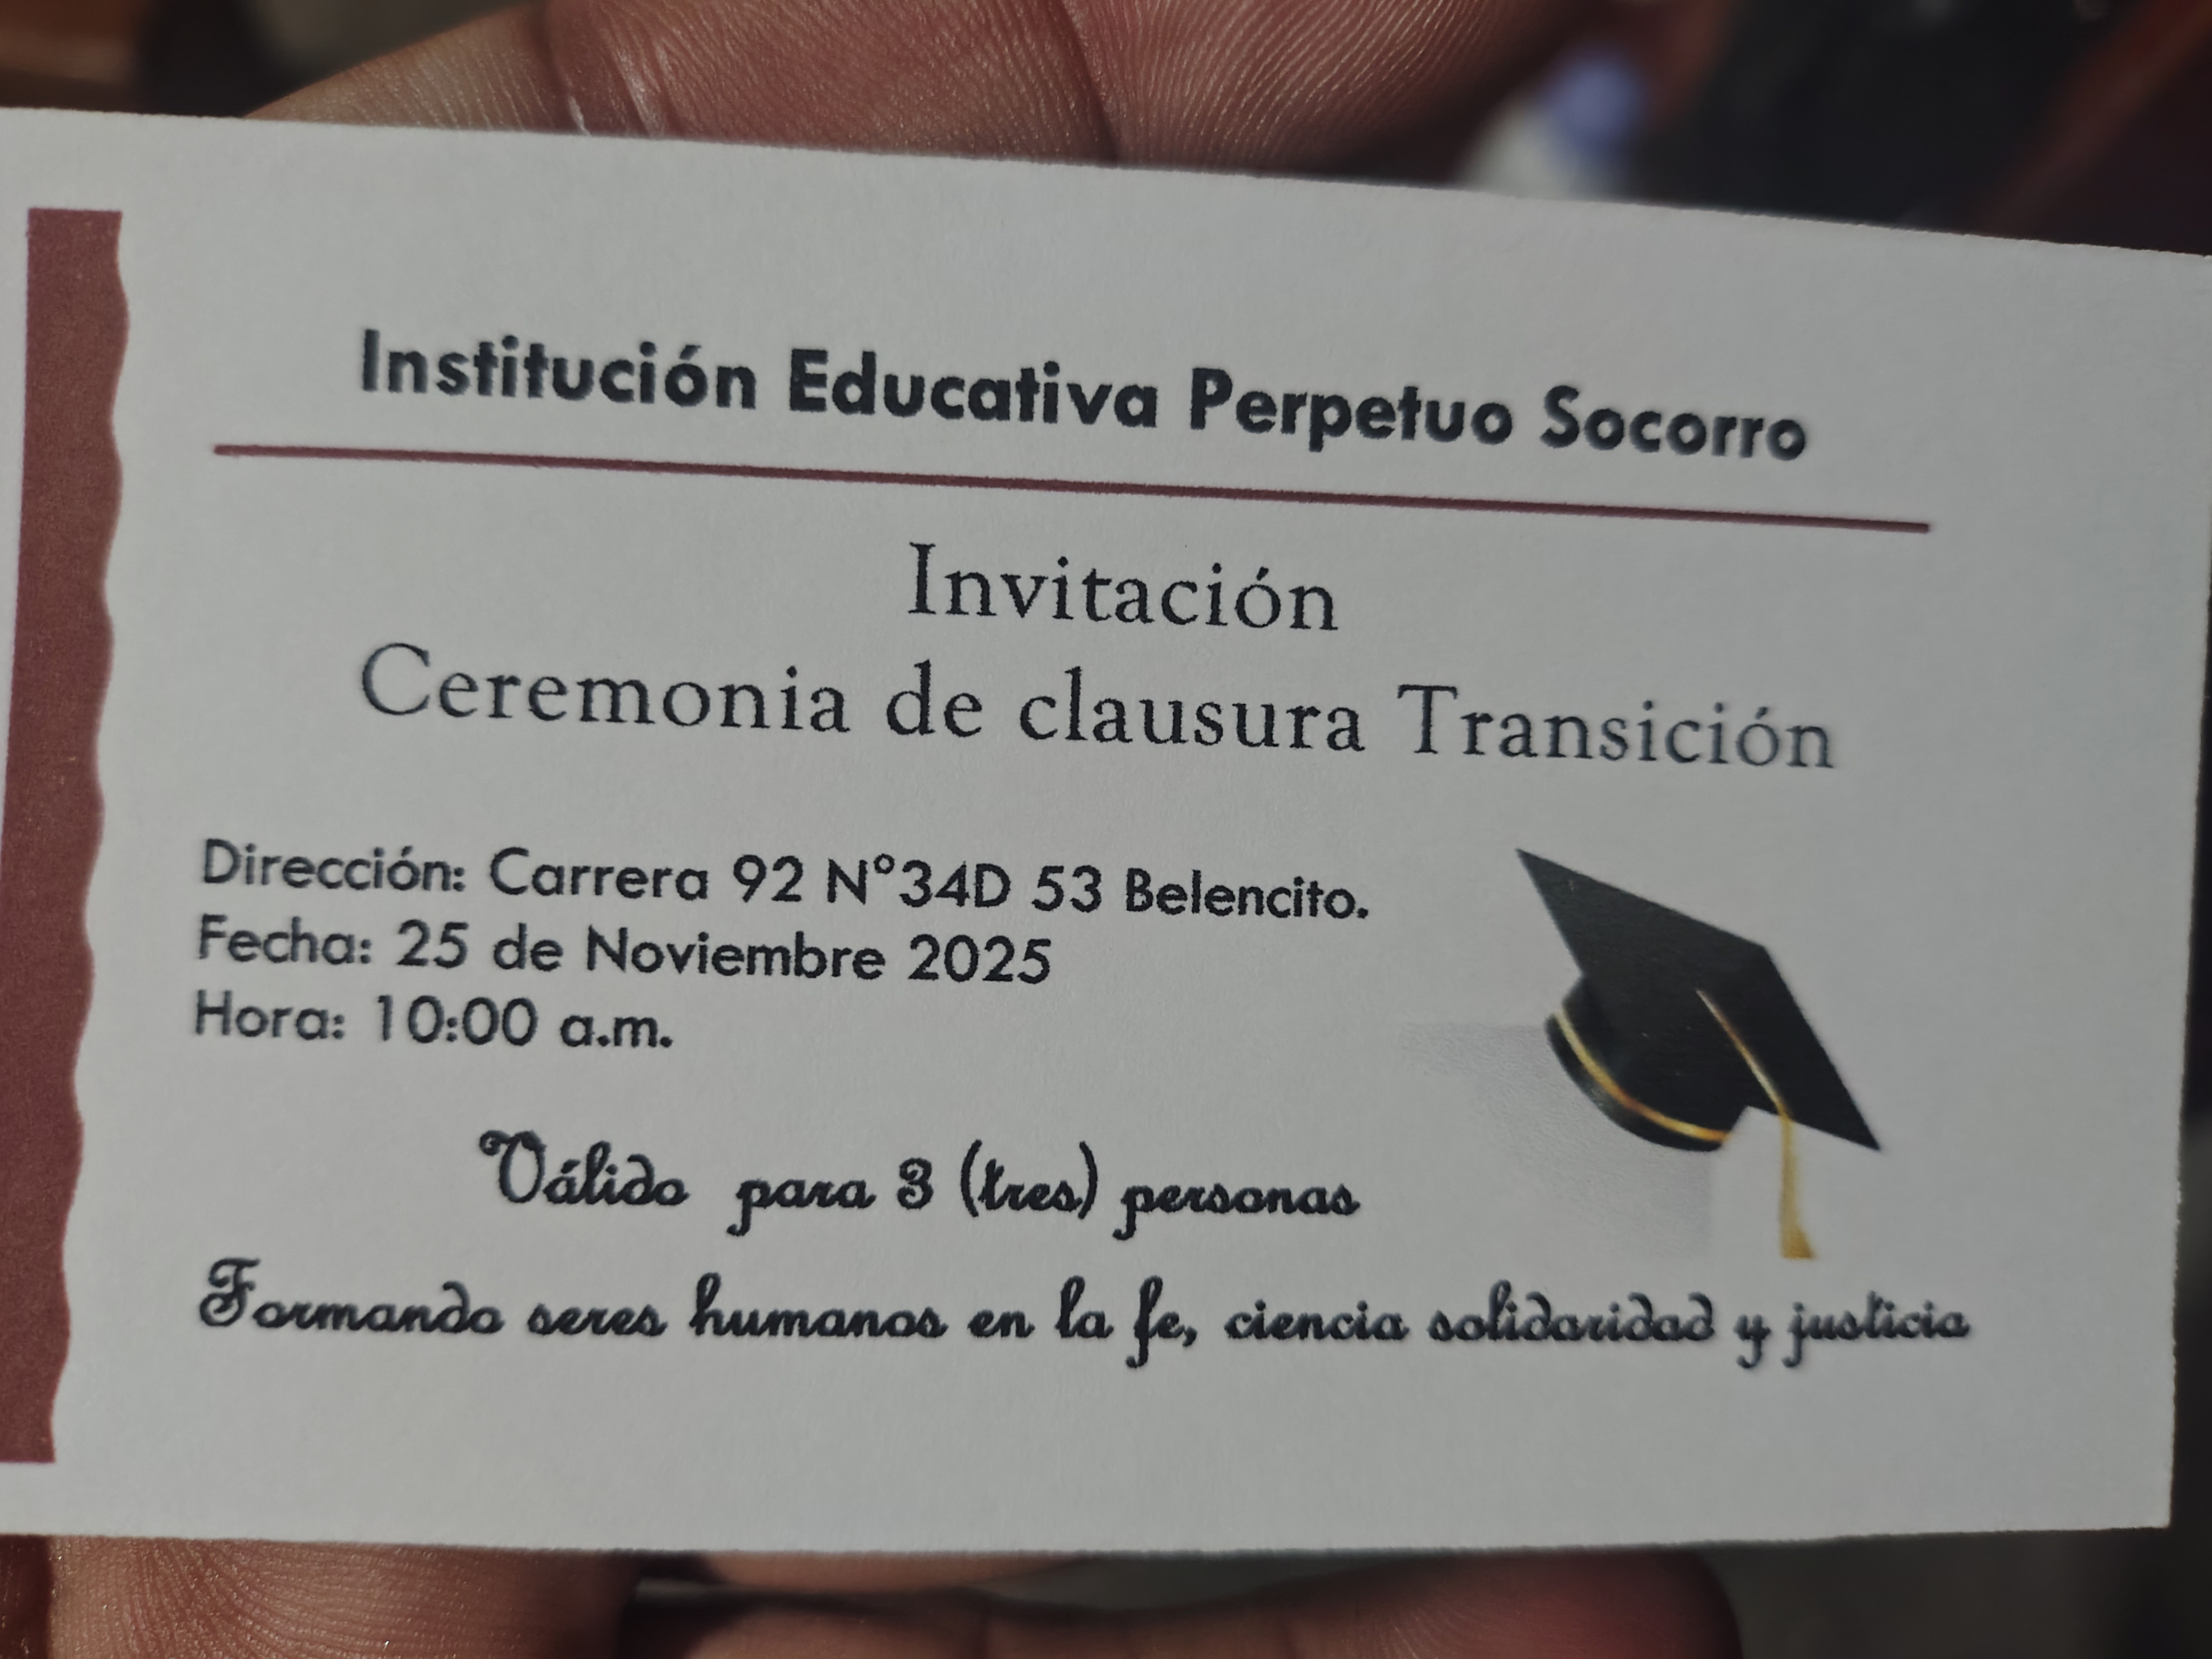 Institución Educativa Perpetuo Socorro
Invitación
Ceremonia de clausura Transición
Dirección: Carrera 92 N°34D 53 Belencito.
Fecha: 25 de Noviembre 2025
Hora: 10:00 a.m.
Válido para 3 (tres) personas
Formando seres humanos en la fe, ciencia solidaridad y justicia